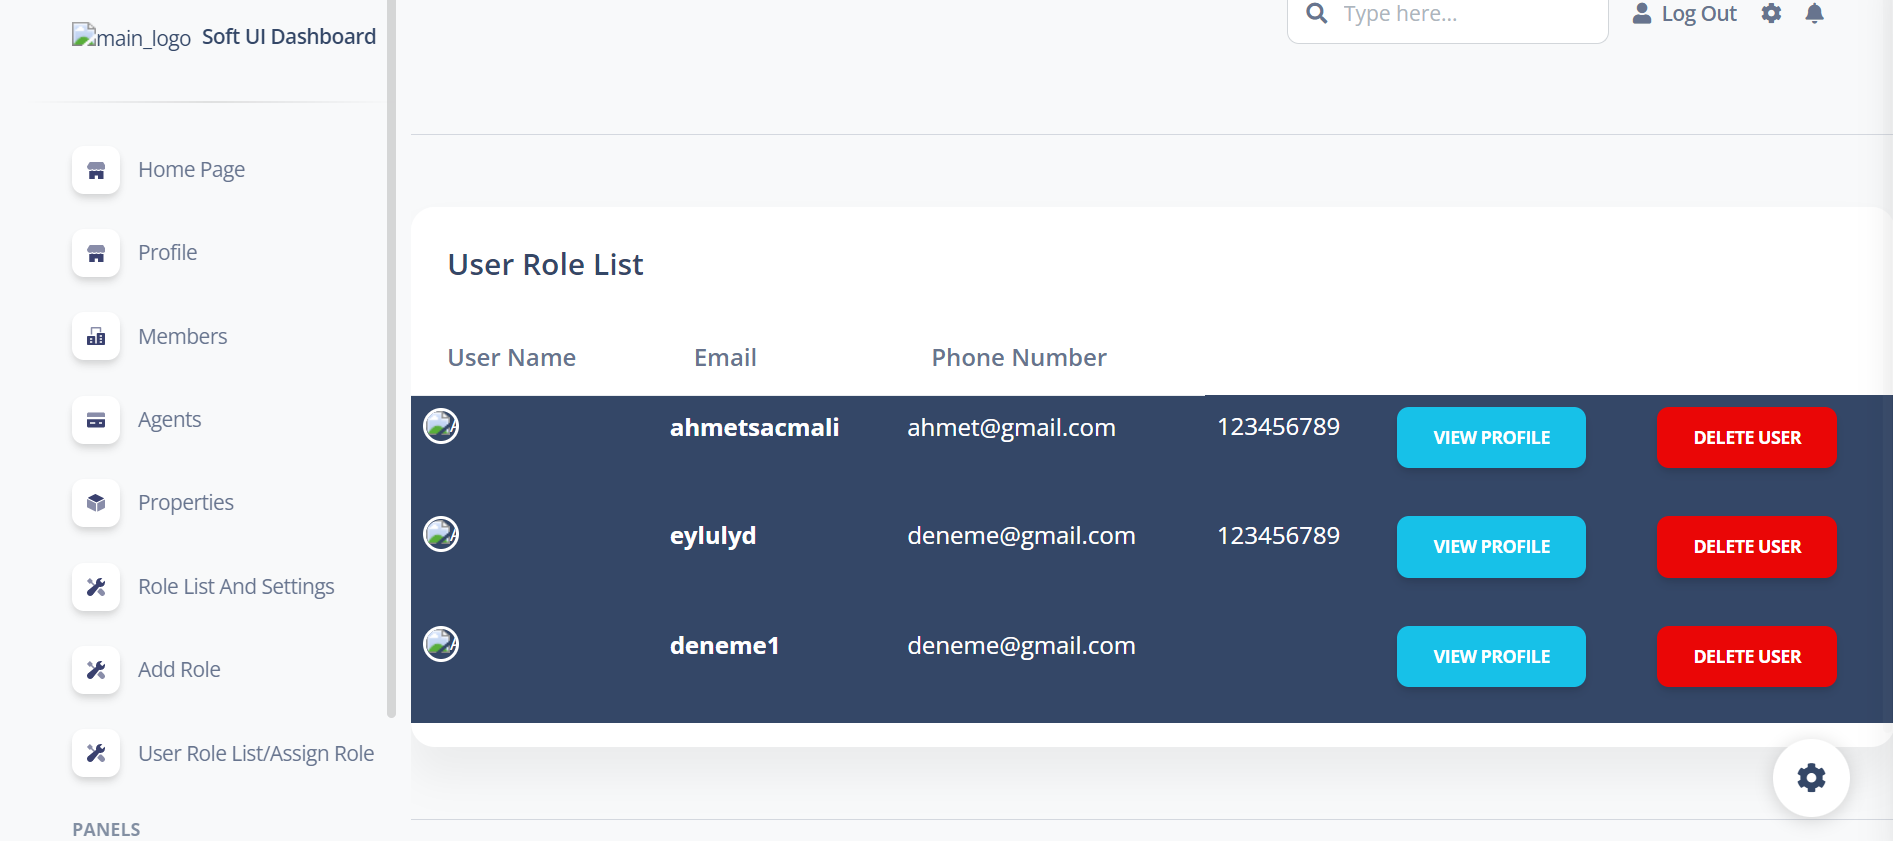 main_logo Soft UI Dashboard
Type here...
Log Out
Home Page
Profile
Members
Agents
Properties
Role List And Settings
Add Role
User Role List/Assign Role
PANELS
User Role List
User Name Email Phone Number
ahmetsacmali ahmet@gmail.com 123456789 VIEW PROFILE DELETE USER
eylulyd deneme@gmail.com 123456789 VIEW PROFILE DELETE USER
deneme1 deneme@gmail.com VIEW PROFILE DELETE USER